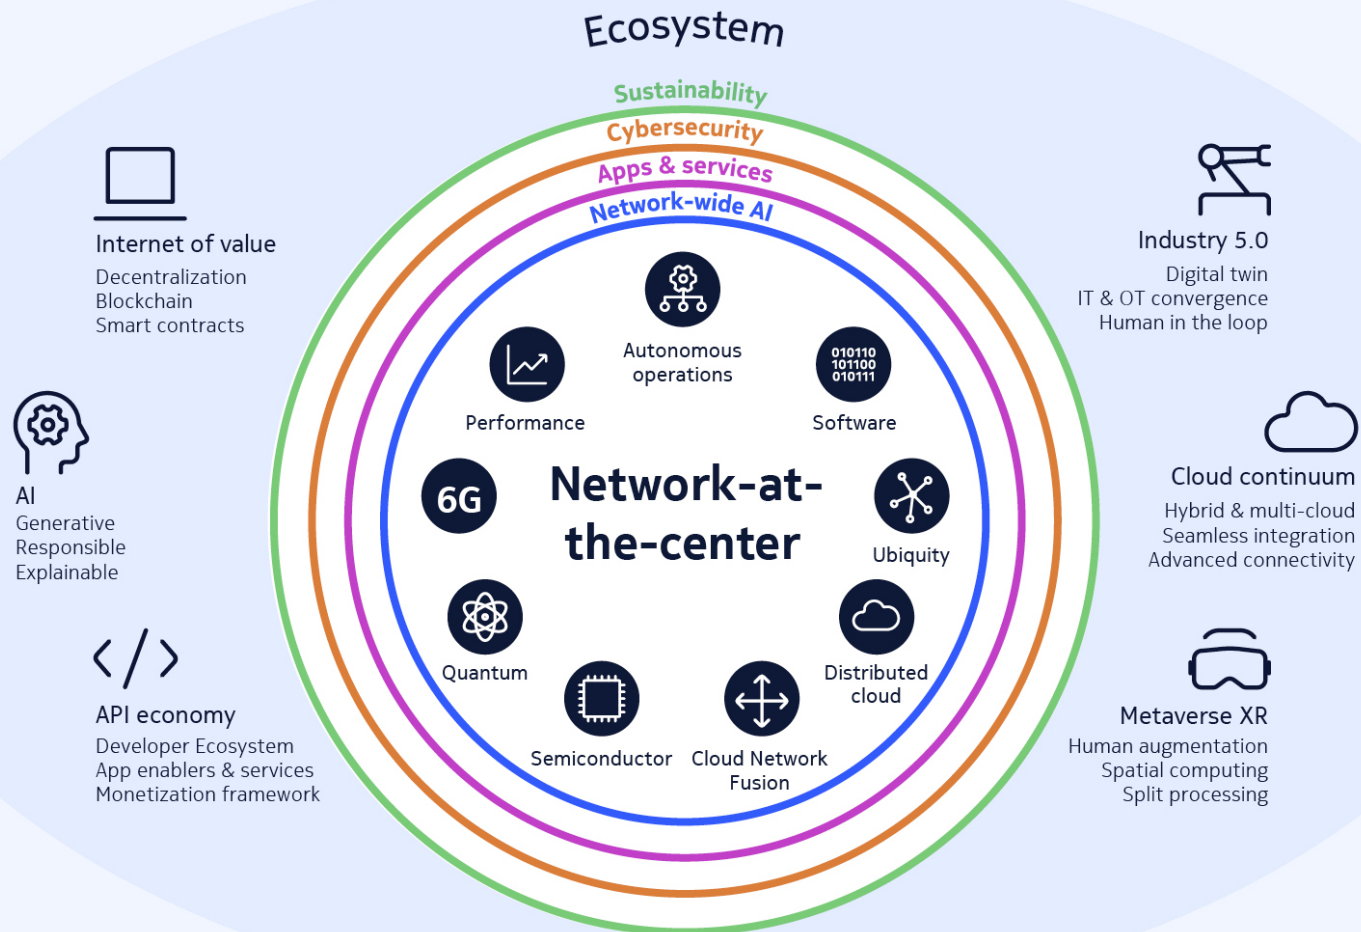 Ecosystem
Sustainability
Cybersecurity
Apps & services
Network-wide AI
Internet of value
Decentralization
Blockchain
Smart contracts
AI
Generative
Responsible
Explainable
API economy
Developer Ecosystem
App enablers & services
Monetization framework
Autonomous
operations
Performance
010110
101100
010111
Software
6G
Network-at-
the-center
Ubiquity
Quantum
Distributed
cloud
Semiconductor
Cloud Network
Fusion
Industry 5.0
Digital twin
IT & OT convergence
Human in the loop
Cloud continuum
Hybrid & multi-cloud
Seamless integration
Advanced connectivity
Metaverse XR
Human augmentation
Spatial computing
Split processing